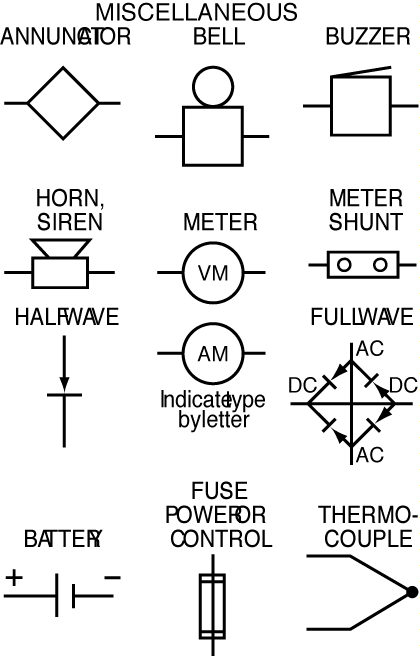 MISCELLANEOUS
ANNUNCATOR
BELL
BUZZER
HORN,
SIREN
METER
METER
SHUNT
VM
HALFWAVE
AM
Indicate type
by letter
FULLWAVE
AC
DC
DC
AC
BATTERY
+
–
FUSE
POWER OR
CONTROL
THERMO-
COUPLE